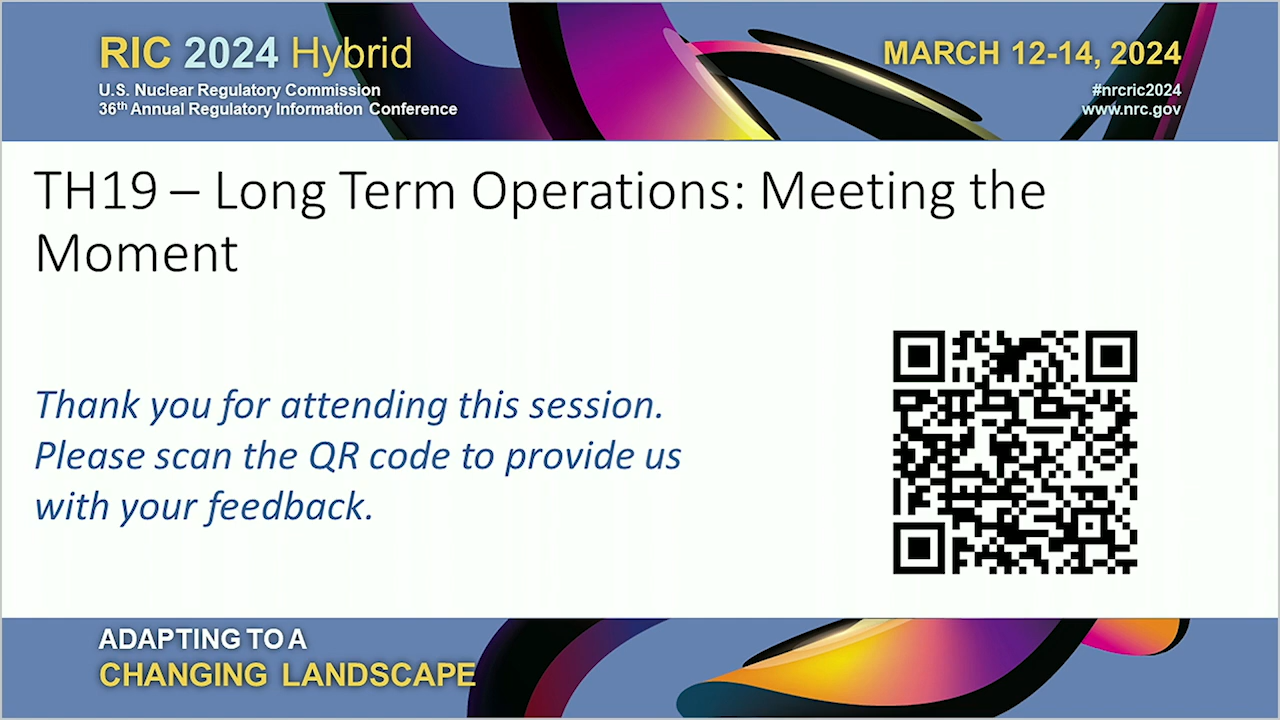 RIC 2024 Hybrid
U.S. Nuclear Regulatory Commission
36th Annual Regulatory Information Conference
MARCH 12-14, 2024
#nrcric2024
www.nrc.gov
TH19 – Long Term Operations: Meeting the
Moment
Thank you for attending this session.
Please scan the QR code to provide us
with your feedback.
ADAPTING TO A
CHANGING LANDSCAPE